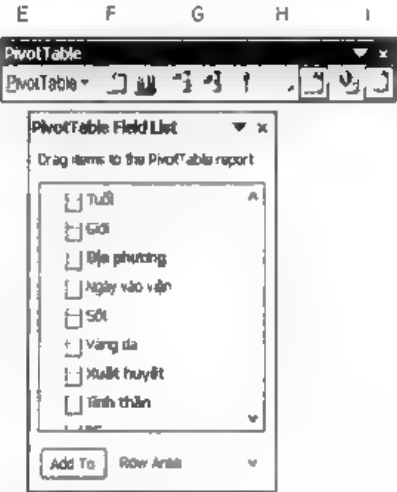 E F G H I
PivotTable
PivotTable
PivotTable Field List
Drag items to the PivotTable report
Tuổi
Giới
Địa phương
Ngày vào viện
Sốt
Vàng da
Xuất huyết
Tinh thần
Add To Row Area